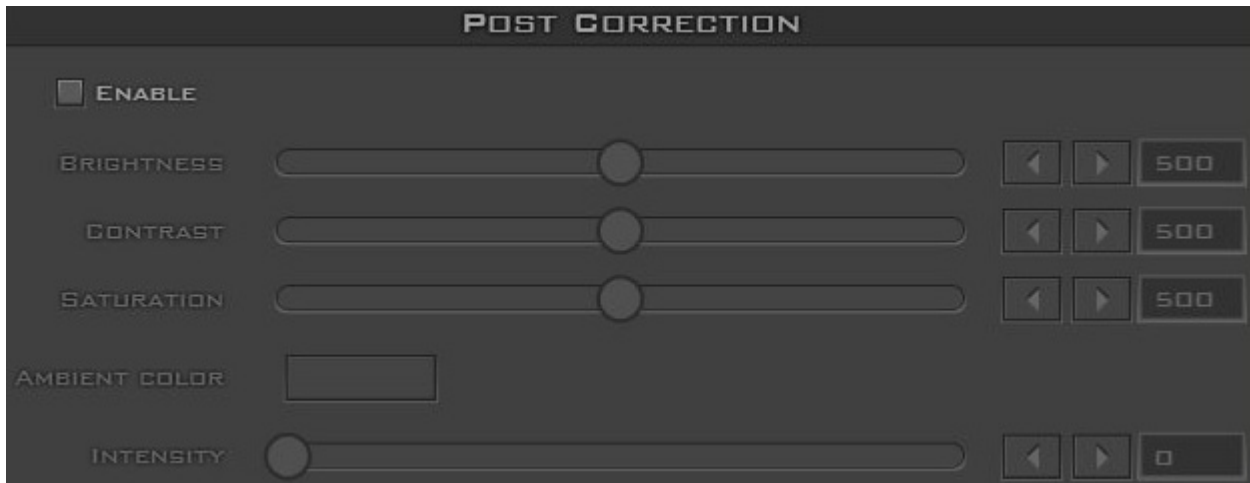 Post Correction
Enable
Brightness 500
Contrast 500
Saturation 500
Ambient color
Intensity 0